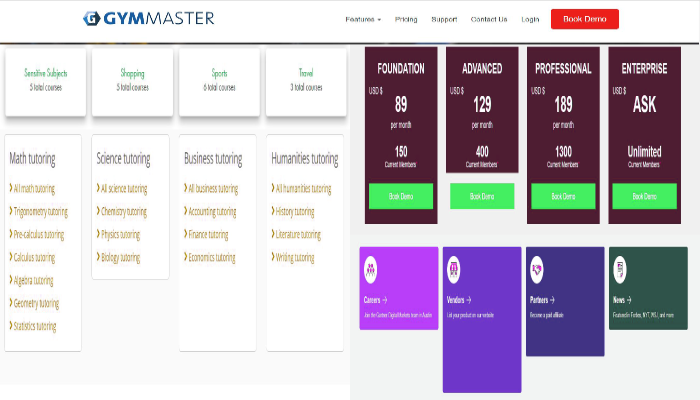 GYMMASTER
Features Pricing Support Contact Us Login Book Demo
Sensitive Subjects
5 total courses
Shopping
5 total courses
Sports
6 total courses
Travel
3 total courses
Math tutoring
All math tutoring
Trigonometry tutoring
Pre-calculus tutoring
Calculus tutoring
Algebra tutoring
Geometry tutoring
Statistics tutoring
Science tutoring
All science tutoring
Chemistry tutoring
Physics tutoring
Biology tutoring
Business tutoring
All business tutoring
Accounting tutoring
Finance tutoring
Economics tutoring
Humanities tutoring
All humanities tutoring
History tutoring
Literature tutoring
Writing tutoring
FOUNDATION
USD $
89
per month
150
Current Members
Book Demo
ADVANCED
USD $
129
per month
400
Current Members
Book Demo
PROFESSIONAL
USD $
189
per month
1300
Current Members
Book Demo
ENTERPRISE
USD $
ASK
Unlimited
Current Members
Book Demo
Careers
Join the Gartner Digital Markets team in Austin
Vendors
List your product on our website
Partners
Become a paid affiliate
News
Featured in Forbes, NYT, WSJ, and more